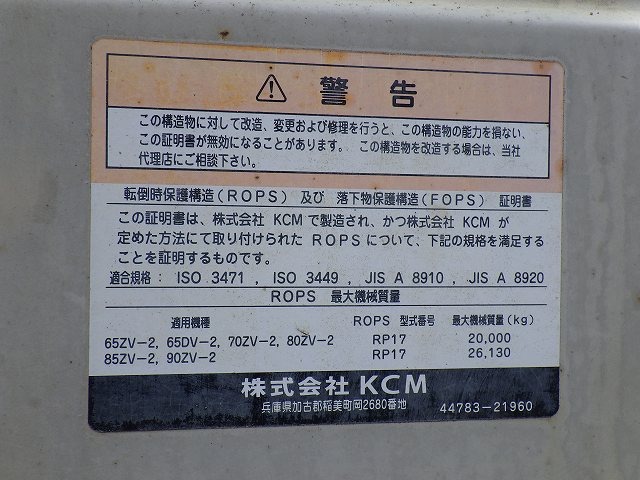 ⚠ 警告
この構造物に対して改造、変更および修理を行うと、この構造物の能力を損ない、
この証明書が無効になることがあります。 この構造物を改造する場合は、当社
代理店にご相談下さい。
転倒時保護構造(ROPS) 及び 落下物保護構造(FOPS) 証明書
この証明書は、株式会社 KCMで製造され、かつ株式会社 KCMが
定めた方法にて取り付けられた ROPSについて、下記の規格を満足する
ことを証明するものです。
適合規格: ISO 3471 , ISO 3449 , JIS A 8910 , JIS A 8920
ROPS 最大機械質量
適用機種 ROPS 型式番号 最大機械質量(kg)
65ZV-2, 65DV-2, 70ZV-2, 80ZV-2 RP17 20,000
85ZV-2, 90ZV-2 RP17 26,130
株式会社 KCM
兵庫県加古郡稲美町岡2680番地 44783-21960